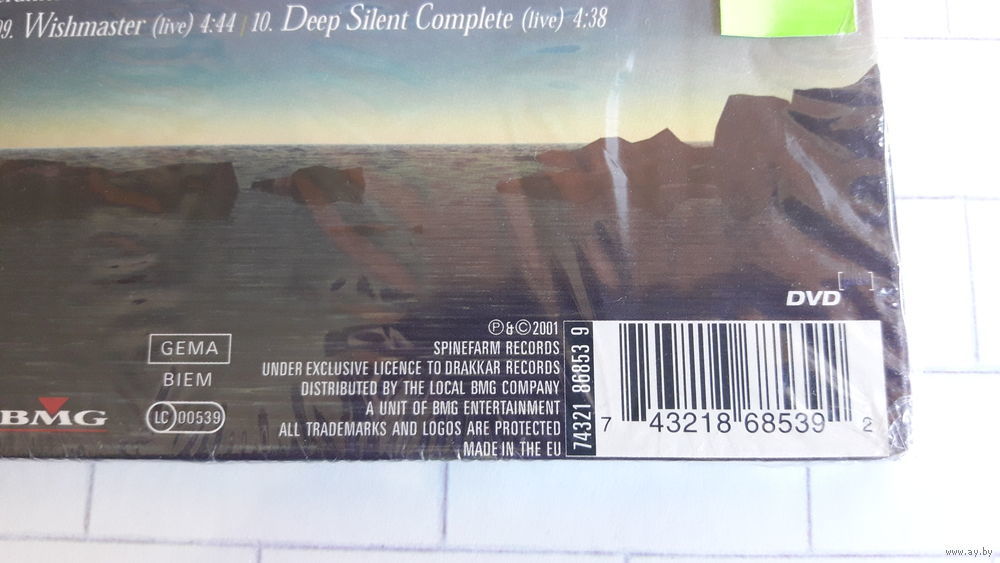 09. Wishmaster (live) 4:44 | 10. Deep Silent Complete (live) 4:38
DVD
GEMA
BIEM
BMG
LC 00539
Ⓟ&©2001
SPINEFARM RECORDS
UNDER EXCLUSIVE LICENCE TO DRAKKAR RECORDS
DISTRIBUTED BY THE LOCAL BMG COMPANY
A UNIT OF BMG ENTERTAINMENT
ALL TRADEMARKS AND LOGOS ARE PROTECTED
MADE IN THE EU
74321 86853 9
7 43218 68539 2
www.ay.by